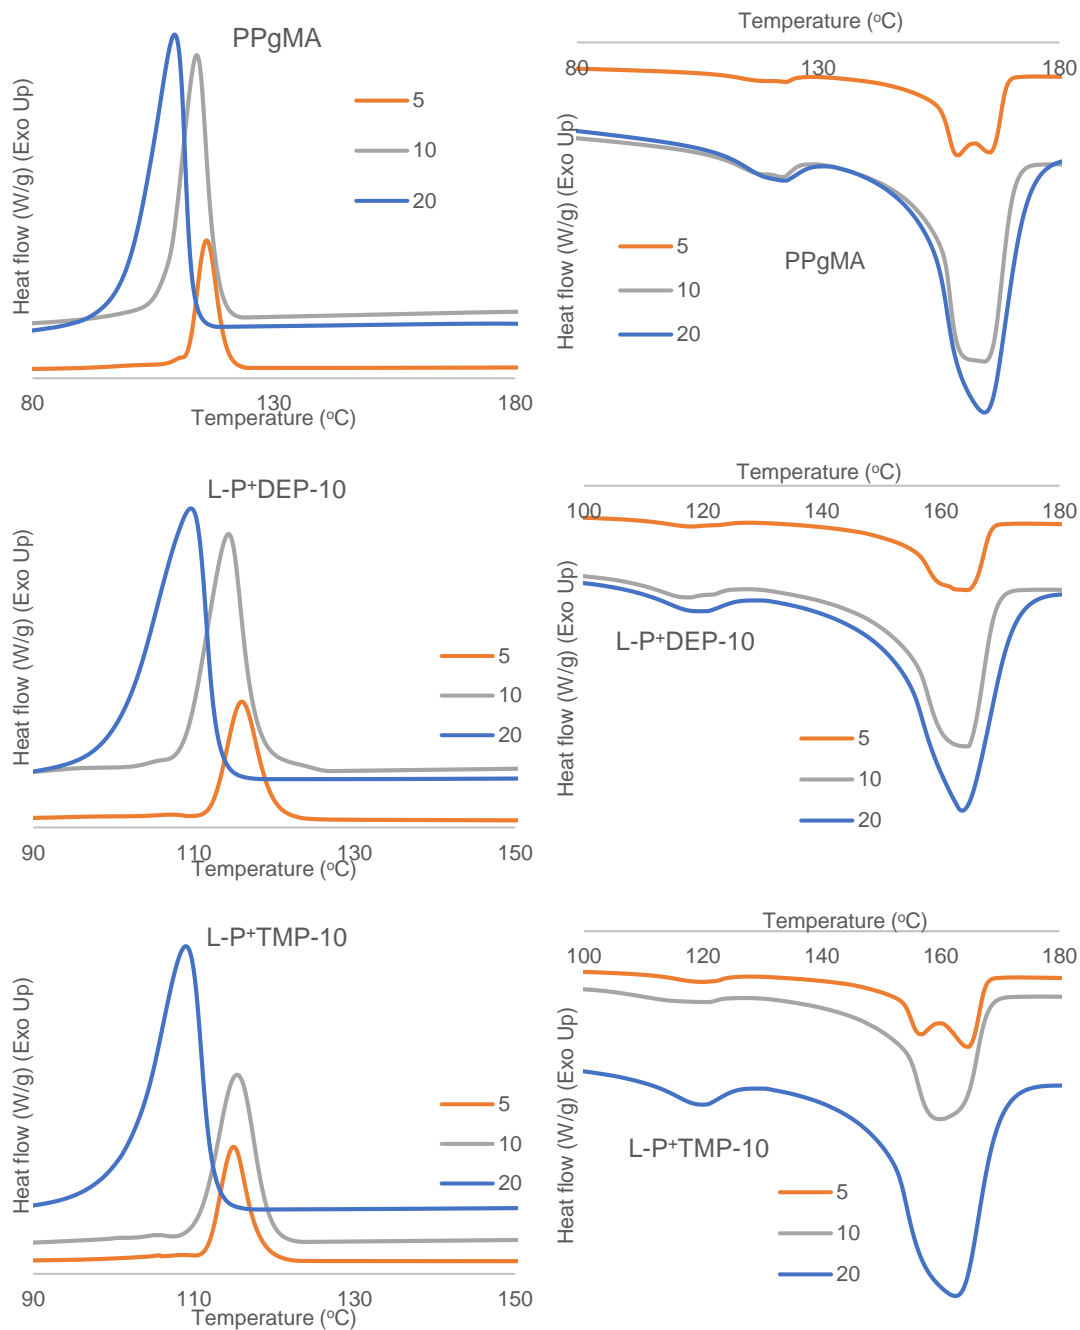 PPgMA
Heat flow (W/g) (Exo Up)
5
10
20
80
130
180
Temperature (°C)
Temperature (°C)
80
130
180
Heat flow (W/g) (Exo Up)
5
PPgMA
10
20
L-P+DEP-10
Heat flow (W/g) (Exo Up)
5
10
20
90
110
130
150
Temperature (°C)
Temperature (°C)
100
120
140
160
180
Heat flow (W/g) (Exo Up)
L-P+DEP-10
5
10
20
L-P+TMP-10
Heat flow (W/g) (Exo Up)
5
10
20
90
110
130
150
Temperature (°C)
Temperature (°C)
100
120
140
160
180
Heat flow (W/g) (Exo Up)
L-P+TMP-10
5
10
20